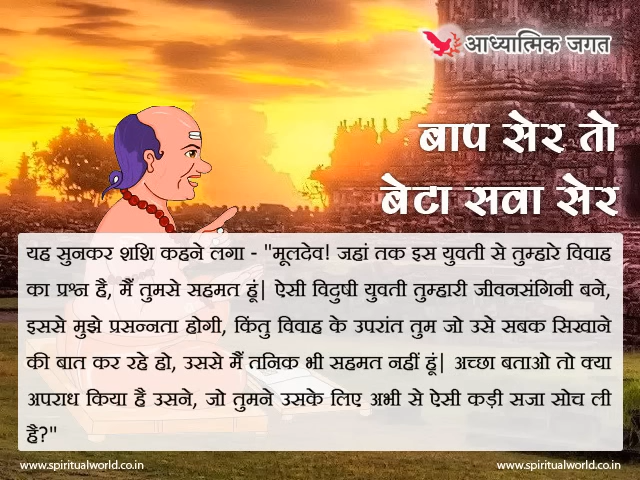 आध्यात्मिक जगत
बाप सेर तो
बेटा सवा सेर
यह सुनकर शशि कहने लगा - "मूलदेव! जहां तक इस युवती से तुम्हारे विवाह
का प्रश्न है, मैं तुमसे सहमत हूं| ऐसी विदुषी युवती तुम्हारी जीवनसंगिनी बने,
इससे मुझे प्रसन्नता होगी, किंतु विवाह के उपरांत तुम जो उसे सबक सिखाने
की बात कर रहे हो, उससे मैं तनिक भी सहमत नहीं हूं| अच्छा बताओ तो क्या
अपराध किया है उसने, जो तुमने उसके लिए अभी से ऐसी कड़ी सजा सोच ली
है?"
www.spiritualworld.co.in
www.spiritualworld.co.in